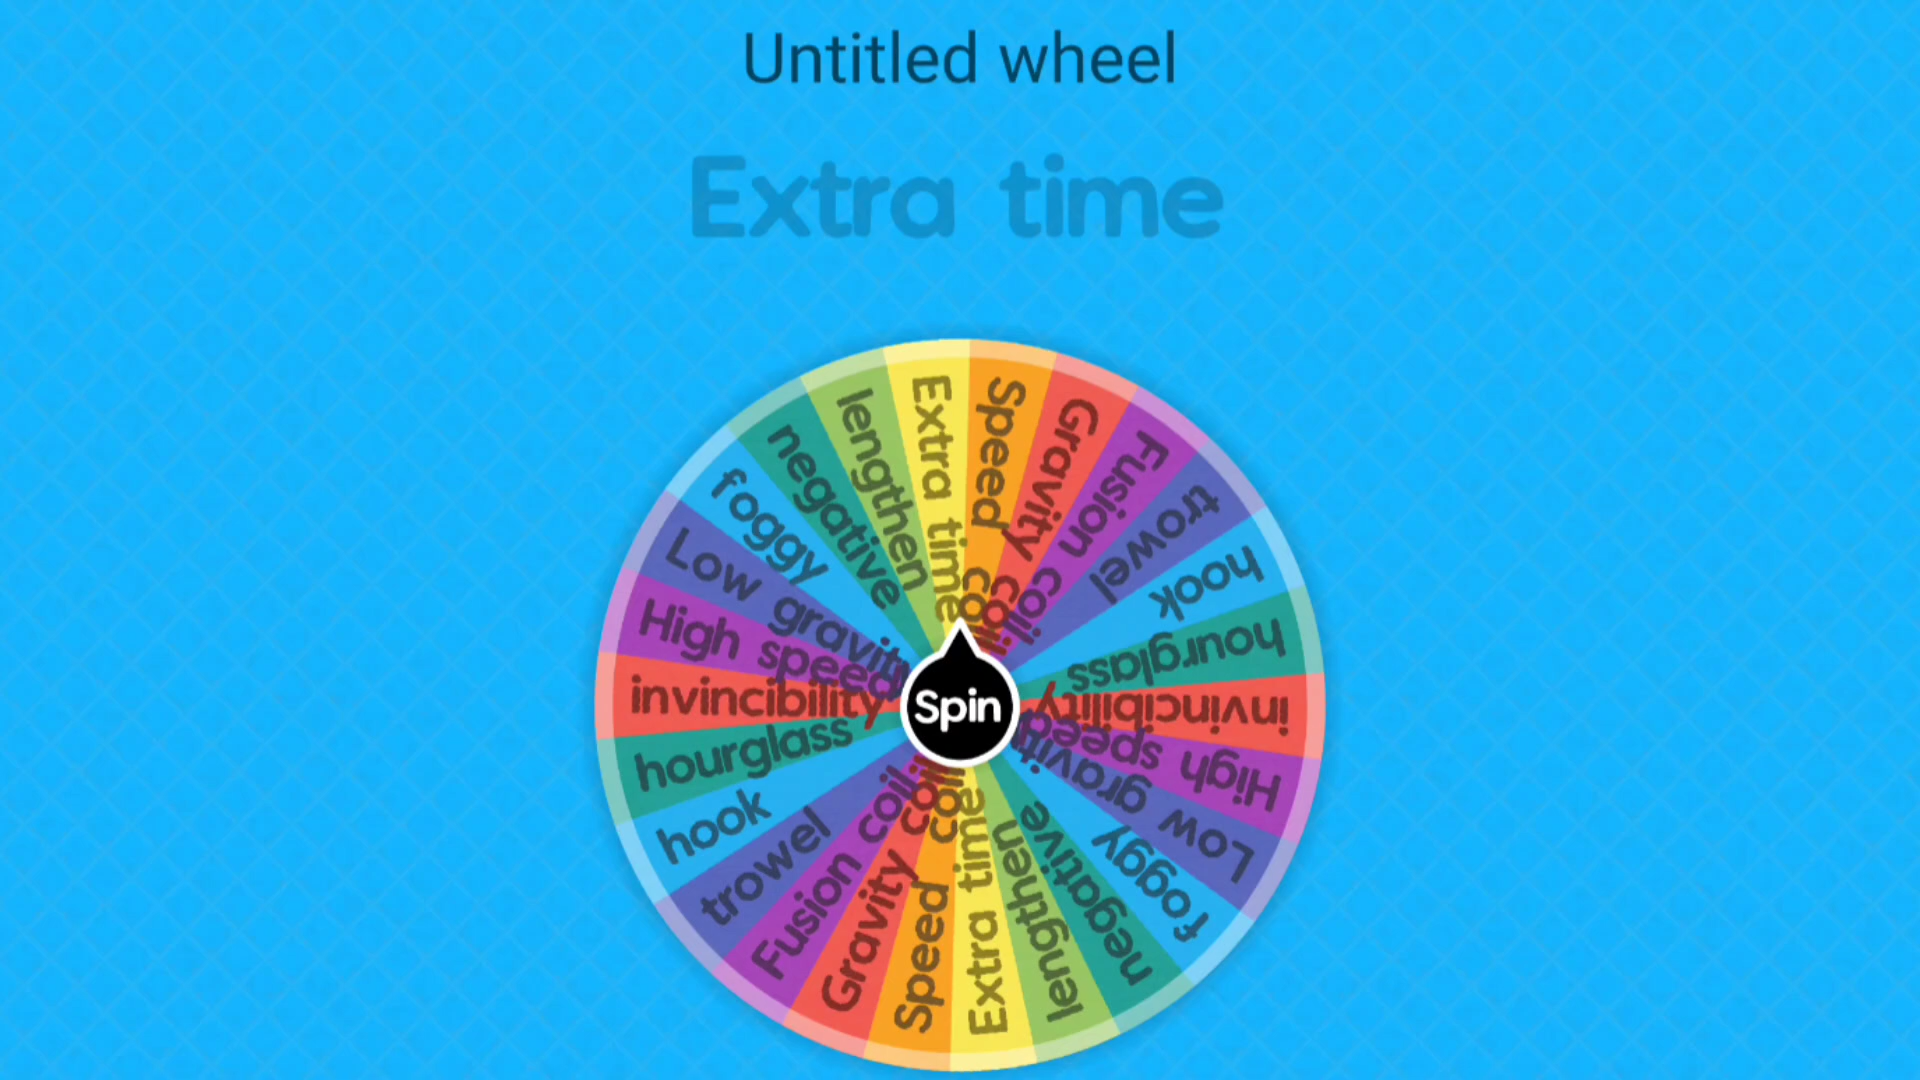 Untitled wheel
Extra time
Extra time
Speed coil
Gravity coil
Fusion coil
trowel
hook
hourglass
invincibility
High speed
Low gravity
foggy
negative
lengthen
Extra time
Speed coil
Gravity coil
Fusion coil
trowel
hook
hourglass
invincibility
High speed
Low gravity
foggy
negative
lengthen
Spin